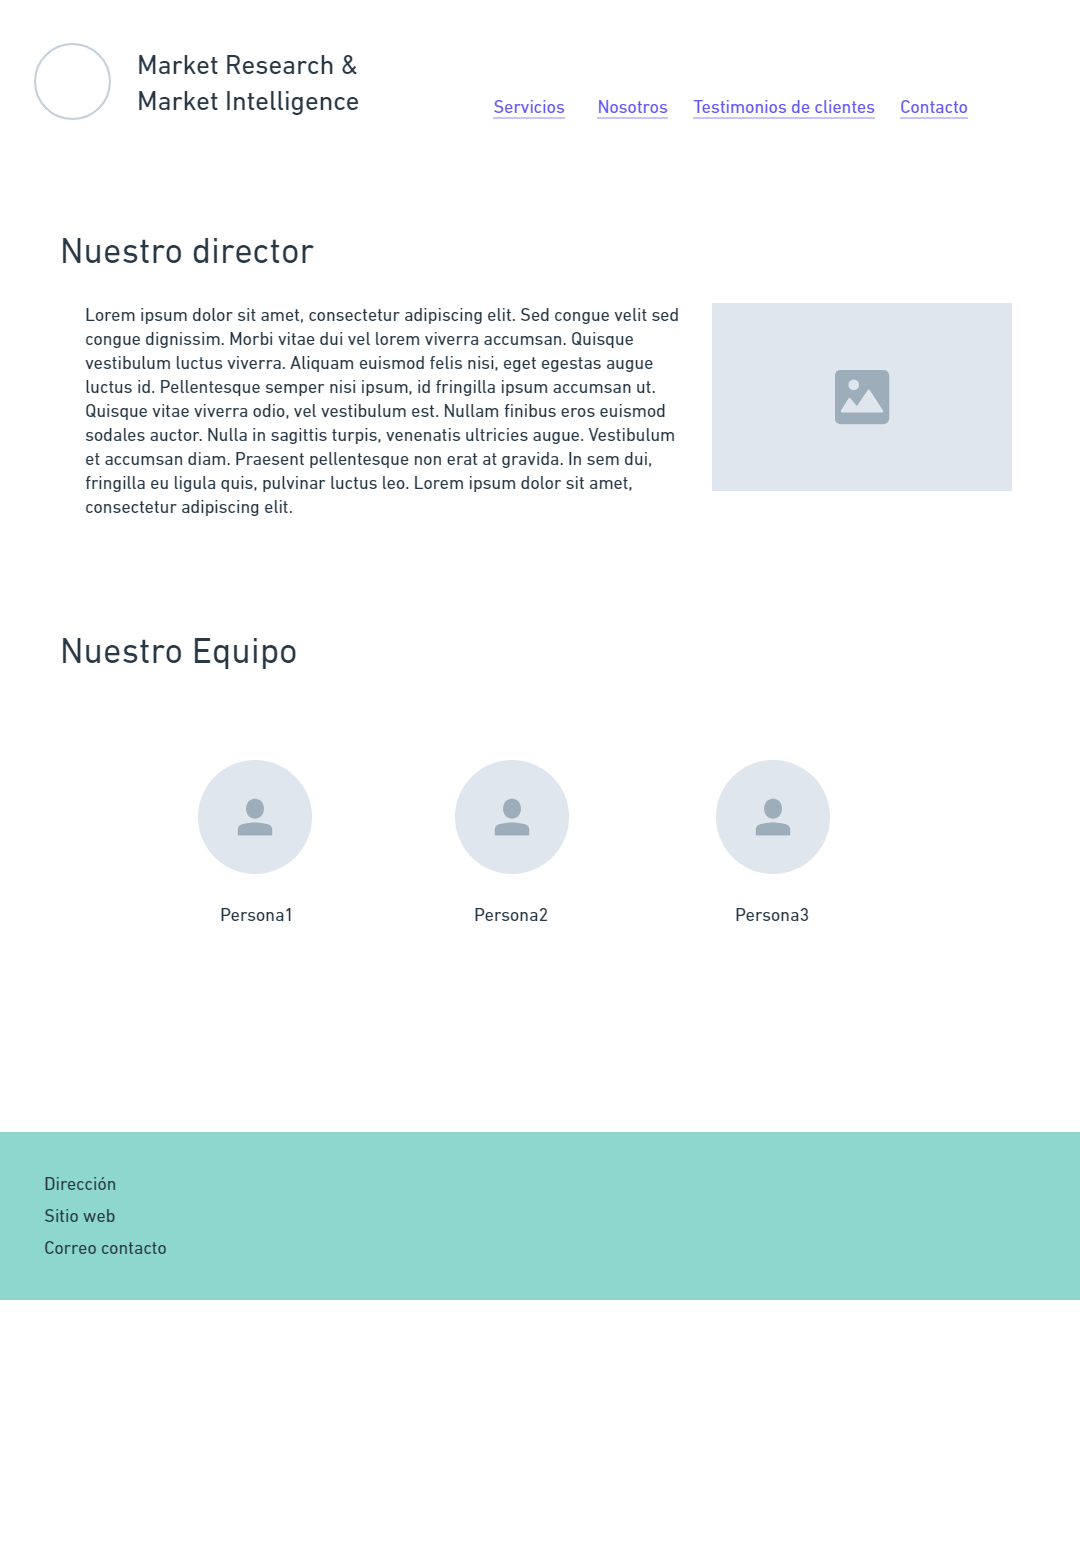 Market Research &
Market Intelligence
Servicios Nosotros Testimonios de clientes Contacto
Nuestro director
Lorem ipsum dolor sit amet, consectetur adipiscing elit. Sed congue velit sed
congue dignissim. Morbi vitae dui vel lorem viverra accumsan. Quisque
vestibulum luctus viverra. Aliquam euismod felis nisi, eget egestas augue
luctus id. Pellentesque semper nisi ipsum, id fringilla ipsum accumsan ut.
Quisque vitae viverra odio, vel vestibulum est. Nullam finibus eros euismod
sodales auctor. Nulla in sagittis turpis, venenatis ultricies augue. Vestibulum
et accumsan diam. Praesent pellentesque non erat at gravida. In sem dui,
fringilla eu ligula quis, pulvinar luctus leo. Lorem ipsum dolor sit amet,
consectetur adipiscing elit.
Nuestro Equipo
Persona1 Persona2 Persona3
Dirección
Sitio web
Correo contacto